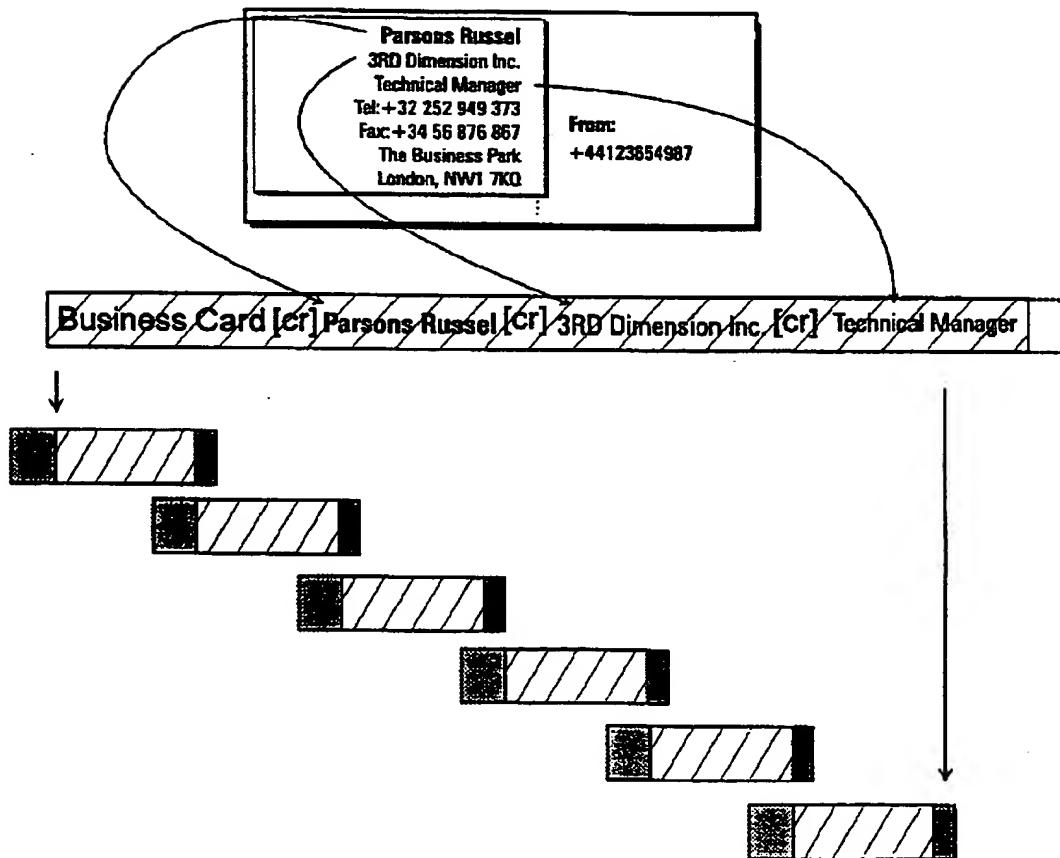 Parsons Russel
3RD Dimension Inc.
Technical Manager
Tel:+32 252 949 373
Fax:+34 56 876 867
The Business Park
London, NW1 7KQ
From:
+44123654987
Business Card [cr] Parsons Russel [cr] 3RD Dimension Inc. [cr] Technical Manager